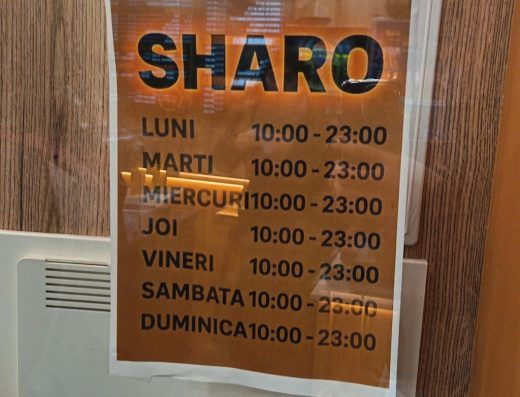 SHARO
LUNI 10:00 - 23:00
MARTI 10:00 - 23:00
MIERCURI 10:00 - 23:00
JOI 10:00 - 23:00
VINERI 10:00 - 23:00
SAMBATA 10:00 - 23:00
DUMINICA 10:00 - 23:00